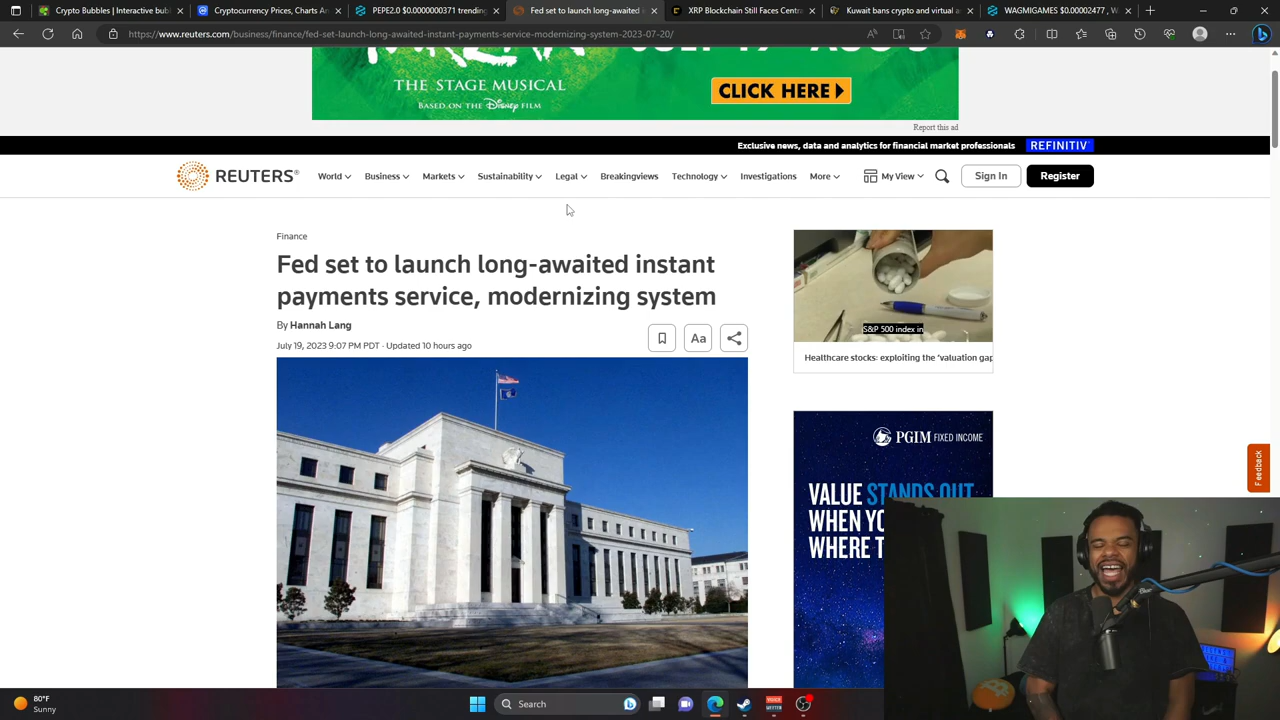 Crypto Bubbles | Interactive bub
Cryptocurrency Prices, Charts An
PEPE2.0 $0.0000000371 trending
Fed set to launch long-awaited i
XRP Blockchain Still Faces Centra
Kuwait bans crypto and virtual a
WAGMIGAMES $0.00002477 , W
https://www.reuters.com/business/finance/fed-set-launch-long-awaited-instant-payments-service-modernizing-system-2023-07-20/
THE STAGE MUSICAL
BASED ON THE Disney FILM
CLICK HERE
Report this ad
Exclusive news, data and analytics for financial market professionals
REFINITIV
REUTERS®
World
Business
Markets
Sustainability
Legal
Breakingviews
Technology
Investigations
More
My View
Sign In
Register
Finance
Fed set to launch long-awaited instant
payments service, modernizing system
By Hannah Lang
July 19, 2023 9:07 PM PDT · Updated 10 hours ago
Aa
S&P 500 index in
Healthcare stocks: exploiting the 'valuation gap
PGIM FIXED INCOME
VALUE STANDS OUT
WHEN YO
WHERE T
Feedback
80°F
Sunny
Search